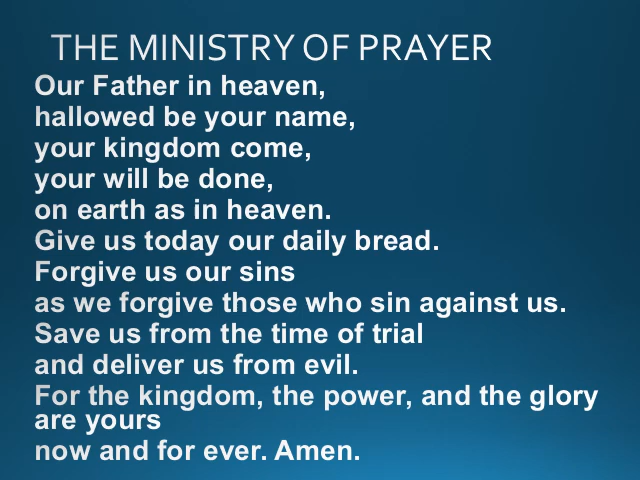 THE MINISTRY OF PRAYER
Our Father in heaven,
hallowed be your name,
your kingdom come,
your will be done,
on earth as in heaven.
Give us today our daily bread.
Forgive us our sins
as we forgive those who sin against us.
Save us from the time of trial
and deliver us from evil.
For the kingdom, the power, and the glory
are yours
now and for ever. Amen.